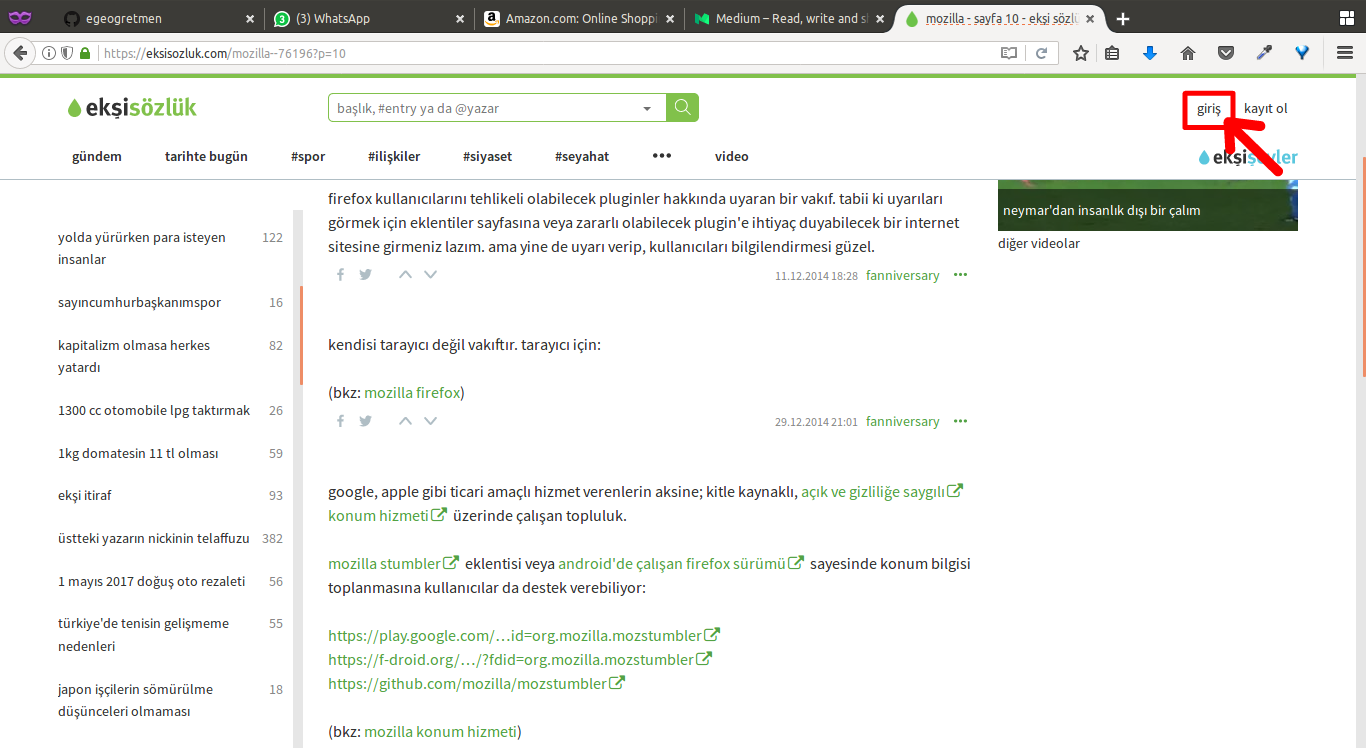 egeogretmen
(3) WhatsApp
Amazon.com: Online Shoppi
Medium – Read, write and sh
mozilla - sayfa 10 - ekşi sözlü
https://eksisozluk.com/mozilla--76196?p=10
ekşisözlük
başlık, #entry ya da @yazar
giriş
kayıt ol
gündem
tarihte bugün
#spor
#ilişkiler
#siyaset
#seyahat
•••
video
yolda yürürken para isteyen 122
insanlar
sayıncumhurbaşkanımspor 16
kapitalizm olmasa herkes 82
yatardı
1300 cc otomobile lpg taktırmak 26
1kg domatesin 11 tl olması 59
ekşi itiraf 93
üstteki yazarın nickinin telaffuzu 382
1 mayıs 2017 doğuş oto rezaleti 56
türkiye'de tenisin gelişmeme 55
nedenleri
japon işçilerin sömürülme 18
düşünceleri olmaması
firefox kullanıcılarını tehlikeli olabilecek pluginler hakkında uyaran bir vakıf. tabii ki uyarıları
görmek için eklentiler sayfasına veya zararlı olabilecek plugin'e ihtiyaç duyabilecek bir internet
sitesine girmeniz lazım. ama yine de uyarı verip, kullanıcıları bilgilendirmesi güzel.
11.12.2014 18:28 fanniversary •••
kendisi tarayıcı değil vakıftır. tarayıcı için:
(bkz: mozilla firefox)
29.12.2014 21:01 fanniversary •••
google, apple gibi ticari amaçlı hizmet verenlerin aksine; kitle kaynaklı, açık ve gizliliğe saygılı
konum hizmeti üzerinde çalışan topluluk.
mozilla stumbler eklentisi veya android'de çalışan firefox sürümü sayesinde konum bilgisi
toplanmasına kullanıcılar da destek verebiliyor:
https://play.google.com/…id=org.mozilla.mozstumbler
https://f-droid.org/…/?fdid=org.mozilla.mozstumbler
https://github.com/mozilla/mozstumbler
(bkz: mozilla konum hizmeti)
neymar'dan insanlık dışı bir çalım
diğer videolar